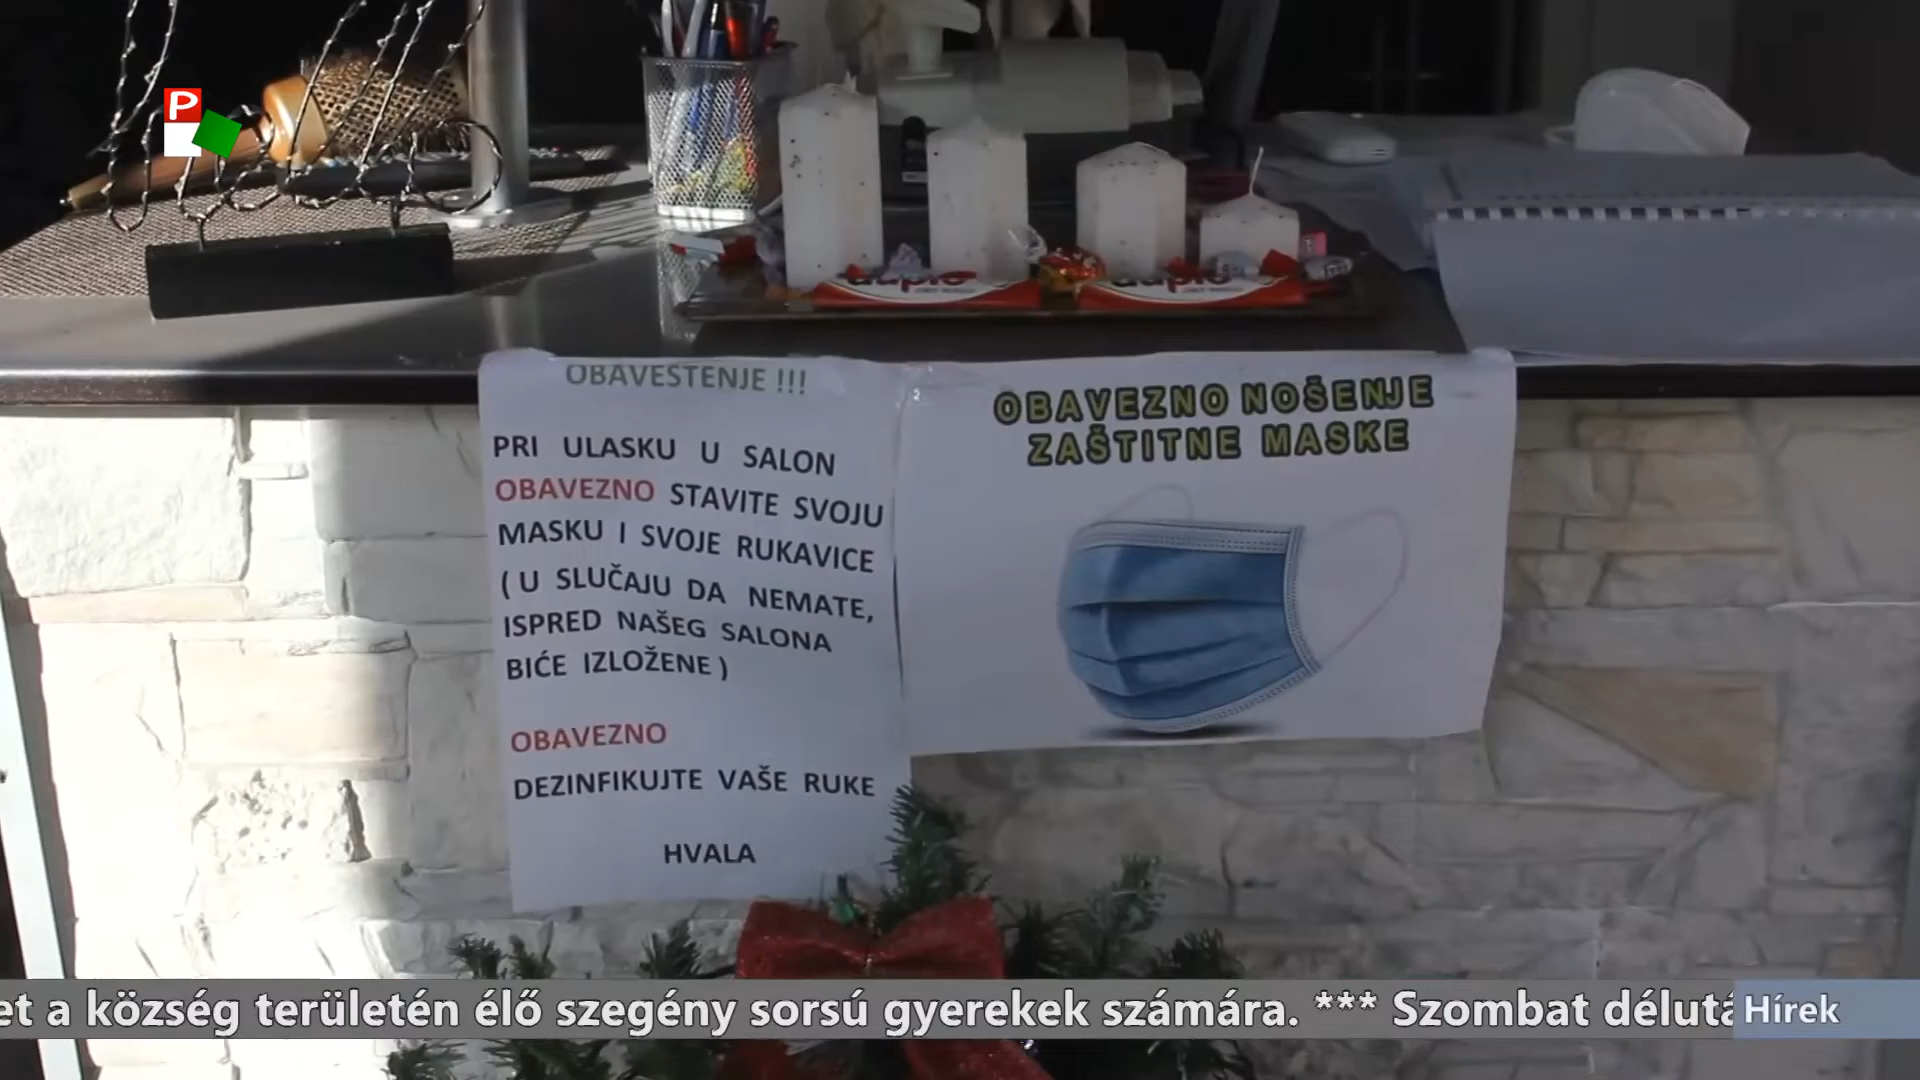 P
duplo
duplo
OBAVEŠTENJE !!!
PRI ULASKU U SALON
OBAVEZNO STAVITE SVOJU
MASKU I SVOJE RUKAVICE
( U SLUČAJU DA NEMATE,
ISPRED NAŠEG SALONA
BIĆE IZLOŽENE )
OBAVEZNO
DEZINFIKUJTE VAŠE RUKE
HVALA
OBAVEZNO NOŠENJE
ZAŠTITNE MASKE
et a község területén élő szegény sorsú gyerekek számára. *** Szombat délutá
Hírek